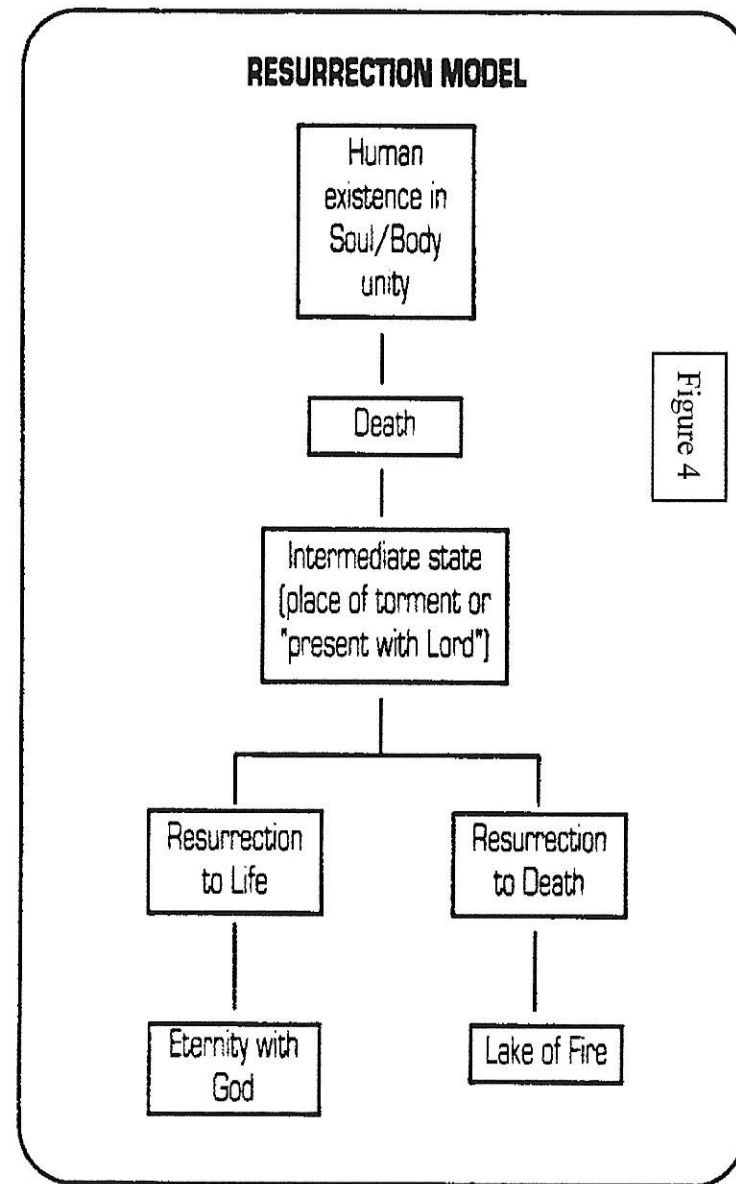 RESURRECTION MODEL
Human
existence in
Soul/Body
unity
Figure 4
Death
Intermediate state
(place of torment or
"present with Lord")
Resurrection
to Life
Resurrection
to Death
Eternity with
God
Lake of Fire